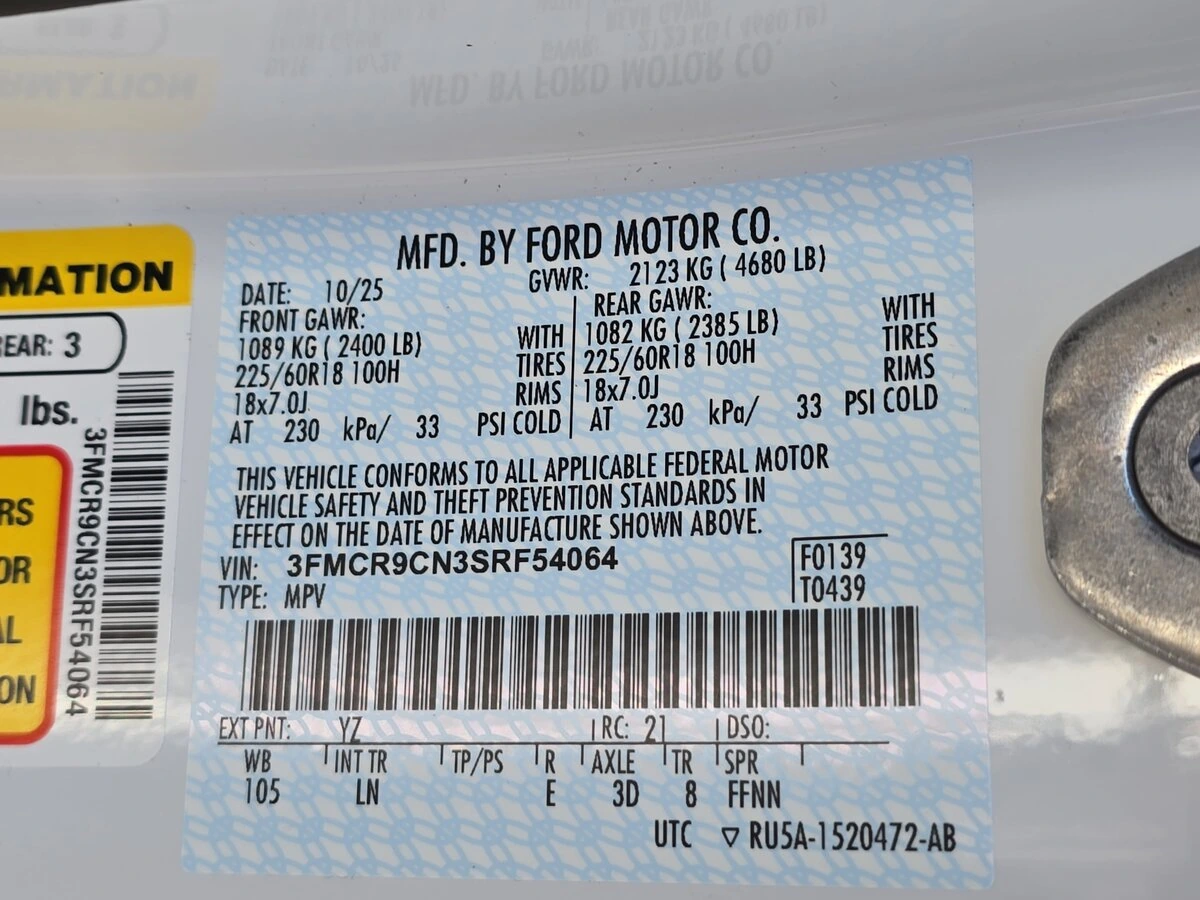 MFD. BY FORD MOTOR CO.
DATE: 10/25 GVWR: 2123 KG ( 4680 LB)
FRONT GAWR: REAR GAWR:
1089 KG ( 2400 LB) WITH 1082 KG ( 2385 LB) WITH
225/60R18 100H TIRES 225/60R18 100H TIRES
18x7.0J RIMS 18x7.0J RIMS
AT 230 kPa/ 33 PSI COLD AT 230 kPa/ 33 PSI COLD
THIS VEHICLE CONFORMS TO ALL APPLICABLE FEDERAL MOTOR
VEHICLE SAFETY AND THEFT PREVENTION STANDARDS IN
EFFECT ON THE DATE OF MANUFACTURE SHOWN ABOVE.
VIN: 3FMCR9CN3SRF54064 F0139
TYPE: MPV T0439
EXT PNT: YZ RC: 21 DSO:
WB INT TR TP/PS R AXLE TR SPR
105 LN E 3D 8 FFNN
UTC ▽ RU5A-1520472-AB
MATION
EAR: 3
lbs.
3FMCR9CN3SRF54064
RS
OR
AL
ON